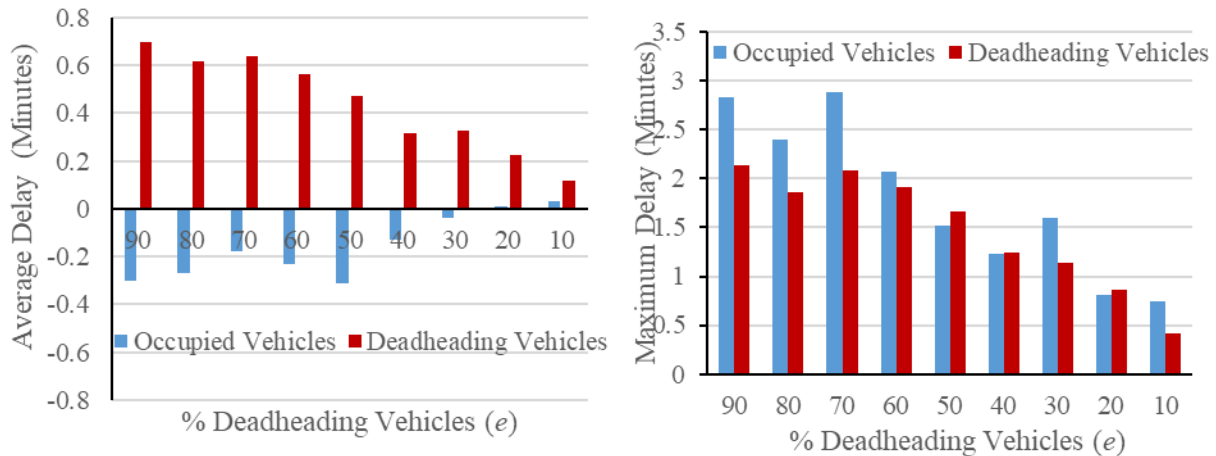 Average Delay (Minutes)
0.8
0.6
0.4
0.2
0
-0.2
-0.4
-0.6
-0.8
90 80 70 60 50 40 30 20 10
Occupied Vehicles Deadheading Vehicles
% Deadheading Vehicles (e)
Maximum Delay (Minutes)
3.5
3
2.5
2
1.5
1
0.5
0
Occupied Vehicles Deadheading Vehicles
90 80 70 60 50 40 30 20 10
% Deadheading Vehicles (e)